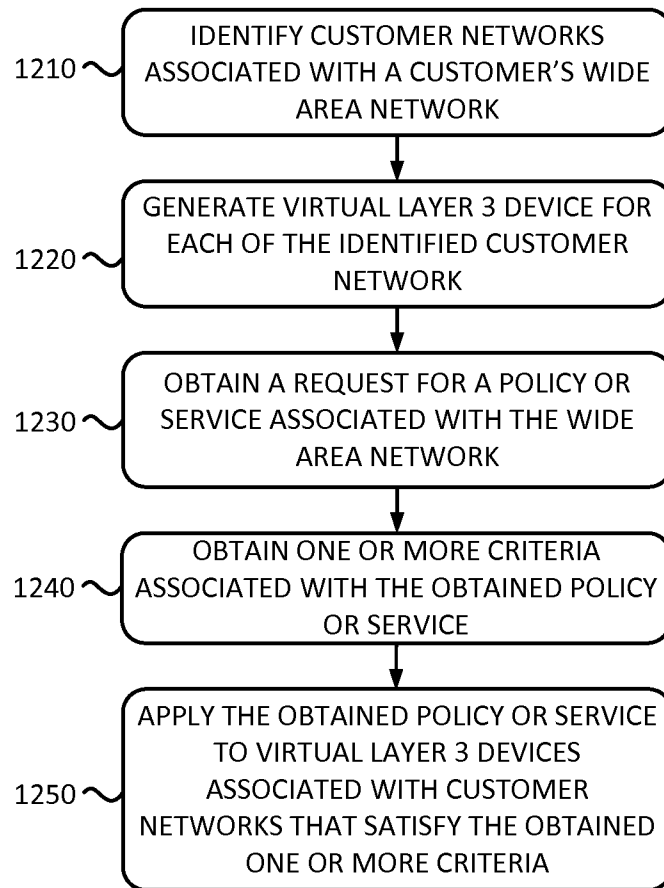 1210
IDENTIFY CUSTOMER NETWORKS
ASSOCIATED WITH A CUSTOMER'S WIDE
AREA NETWORK
1220
GENERATE VIRTUAL LAYER 3 DEVICE FOR
EACH OF THE IDENTIFIED CUSTOMER
NETWORK
1230
OBTAIN A REQUEST FOR A POLICY OR
SERVICE ASSOCIATED WITH THE WIDE
AREA NETWORK
1240
OBTAIN ONE OR MORE CRITERIA
ASSOCIATED WITH THE OBTAINED POLICY
OR SERVICE
1250
APPLY THE OBTAINED POLICY OR SERVICE
TO VIRTUAL LAYER 3 DEVICES
ASSOCIATED WITH CUSTOMER
NETWORKS THAT SATISFY THE OBTAINED
ONE OR MORE CRITERIA